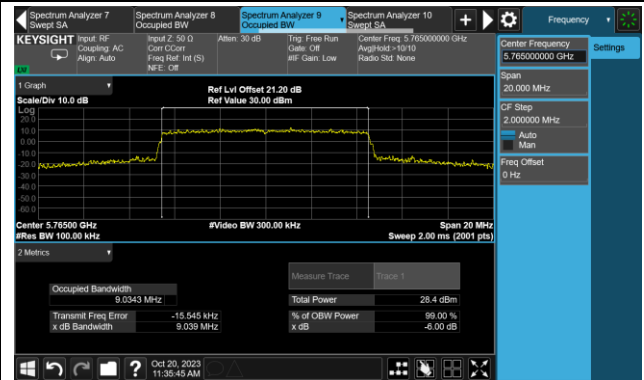 Spectrum Analyzer 7
Swept SA
Spectrum Analyzer 8
Occupied BW
Spectrum Analyzer 9
Occupied BW
Spectrum Analyzer 10
Swept SA
Frequency
KEYSIGHT
Input: RF
Coupling: AC
Align: Auto
Input Z: 50 Ω
Corr CCorr
Freq Ref: Int (S)
NFE: Off
Atten: 30 dB
Trig: Free Run
Gate: Off
#IF Gain: Low
Center Freq: 5.765000000 GHz
Avg|Hold:>10/10
Radio Std: None
Center Frequency
5.765000000 GHz
Settings
Span
20.000 MHz
CF Step
2.000000 MHz
Auto
Man
Freq Offset
0 Hz
1 Graph
Scale/Div 10.0 dB
Ref Lvl Offset 21.20 dB
Ref Value 30.00 dBm
Log
20.0
10.0
0.00
-10.0
-20.0
-30.0
-40.0
-50.0
-60.0
Center 5.76500 GHz
#Res BW 100.00 kHz
#Video BW 300.00 kHz
Span 20 MHz
Sweep 2.00 ms (2001 pts)
2 Metrics
Measure Trace
Trace 1
Occupied Bandwidth
9.0343 MHz
Total Power
28.4 dBm
Transmit Freq Error
-15.545 kHz
% of OBW Power
99.00 %
x dB Bandwidth
9.039 MHz
x dB
-6.00 dB
Oct 20, 2023
11:35:45 AM